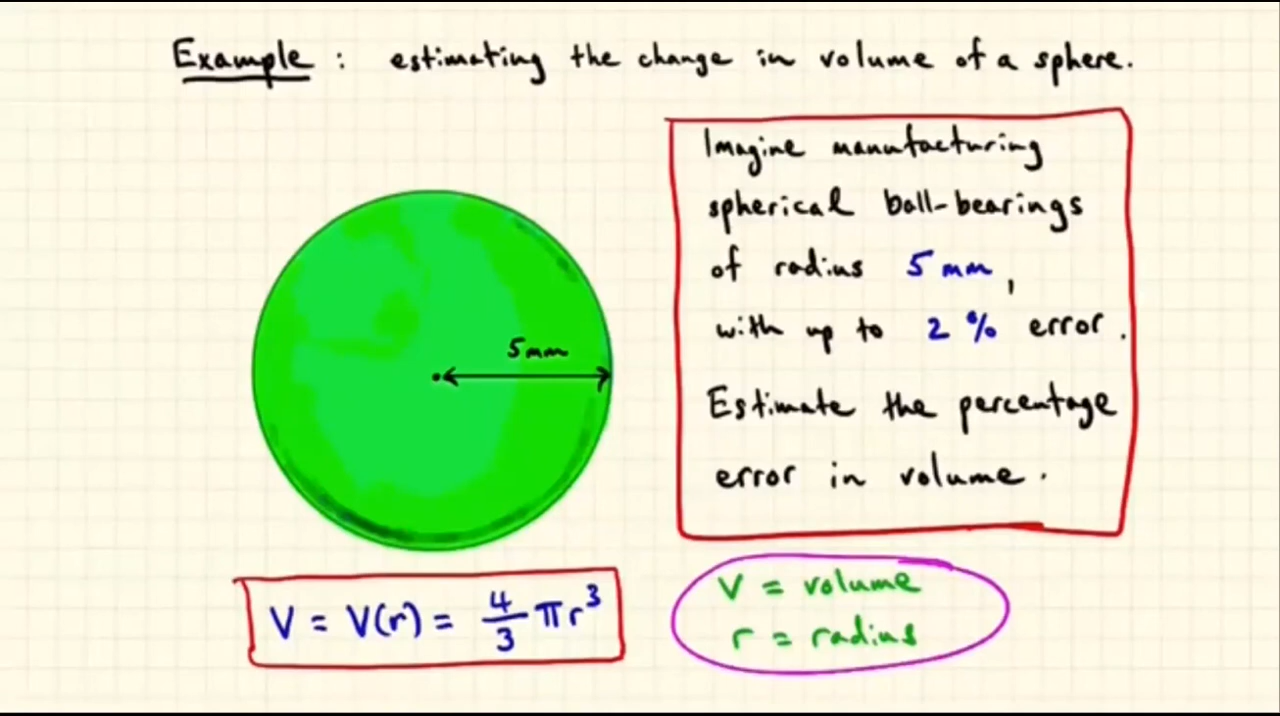 Example : estimating the change in volume of a sphere.
Imagine manufacturing
spherical ball-bearings
of radius 5 mm,
with up to 2 % error.
Estimate the percentage
error in volume.
5mm
V = V(r) = 4/3 πr³
V = volume
r = radius